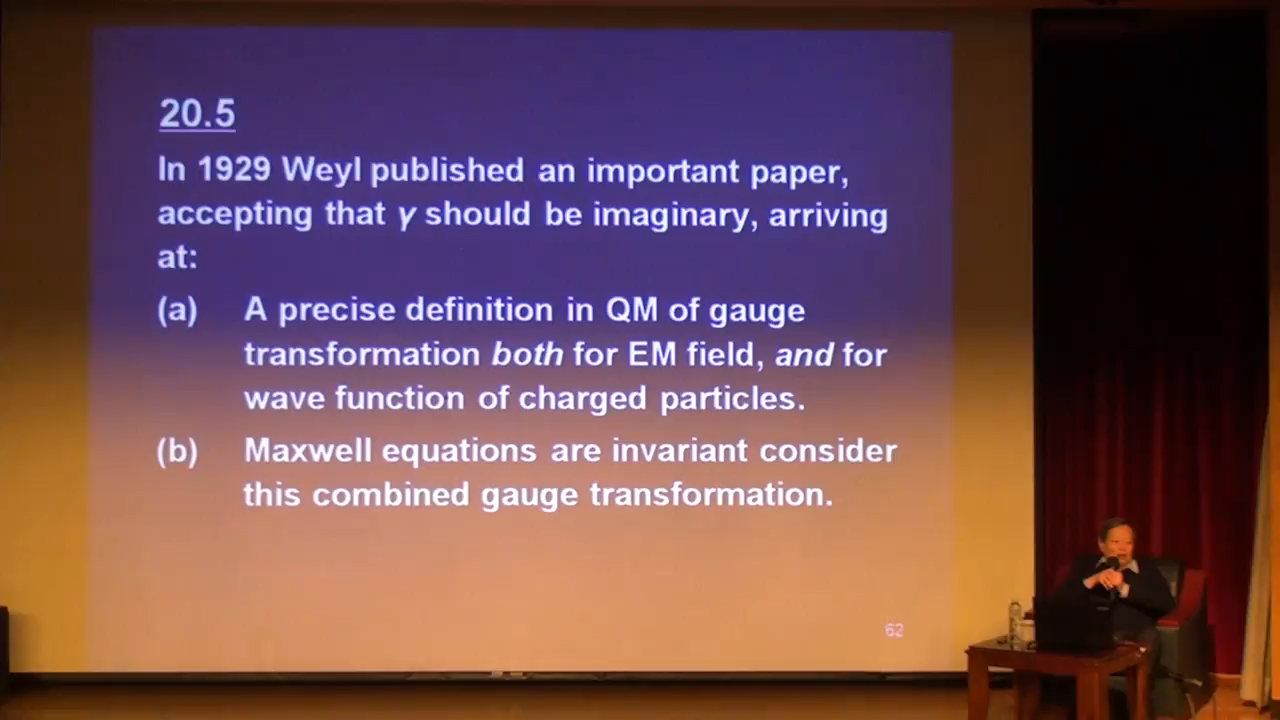 20.5
In 1929 Weyl published an important paper,
accepting that γ should be imaginary, arriving
at:
(a) A precise definition in QM of gauge
transformation both for EM field, and for
wave function of charged particles.
(b) Maxwell equations are invariant consider
this combined gauge transformation.
62